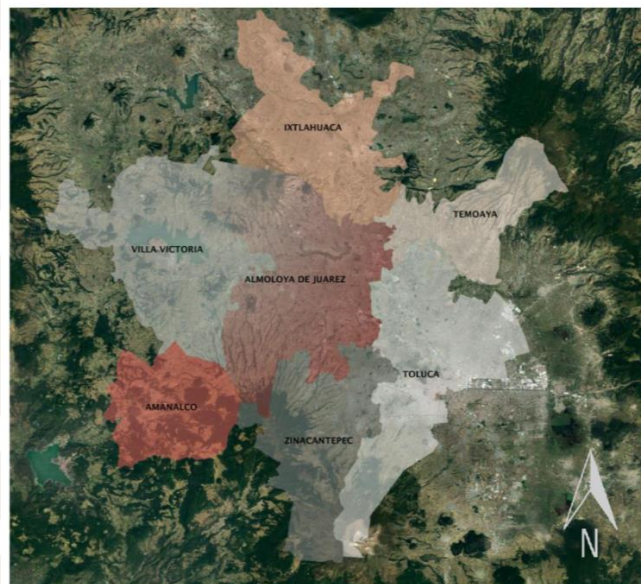 IXTLAHUACA
TEMOAYA
VILLA VICTORIA
ALMOLOYA DE JUAREZ
TOLUCA
AMANALCO
ZINACANTEPEC
N